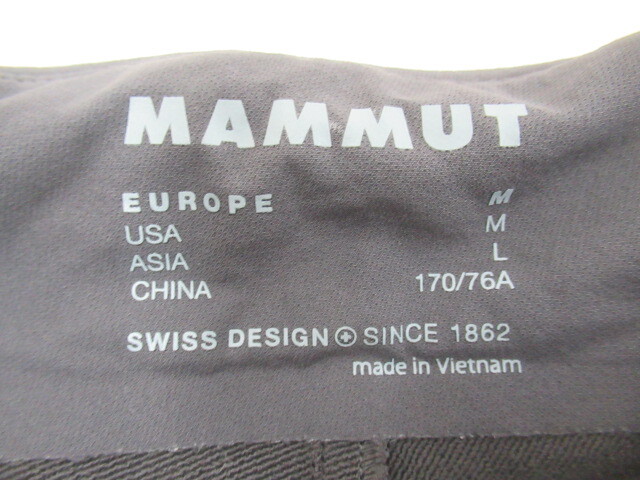 MAMMUT
EUROPE M
USA M
ASIA L
CHINA 170/76A
SWISS DESIGN SINCE 1862
made in Vietnam